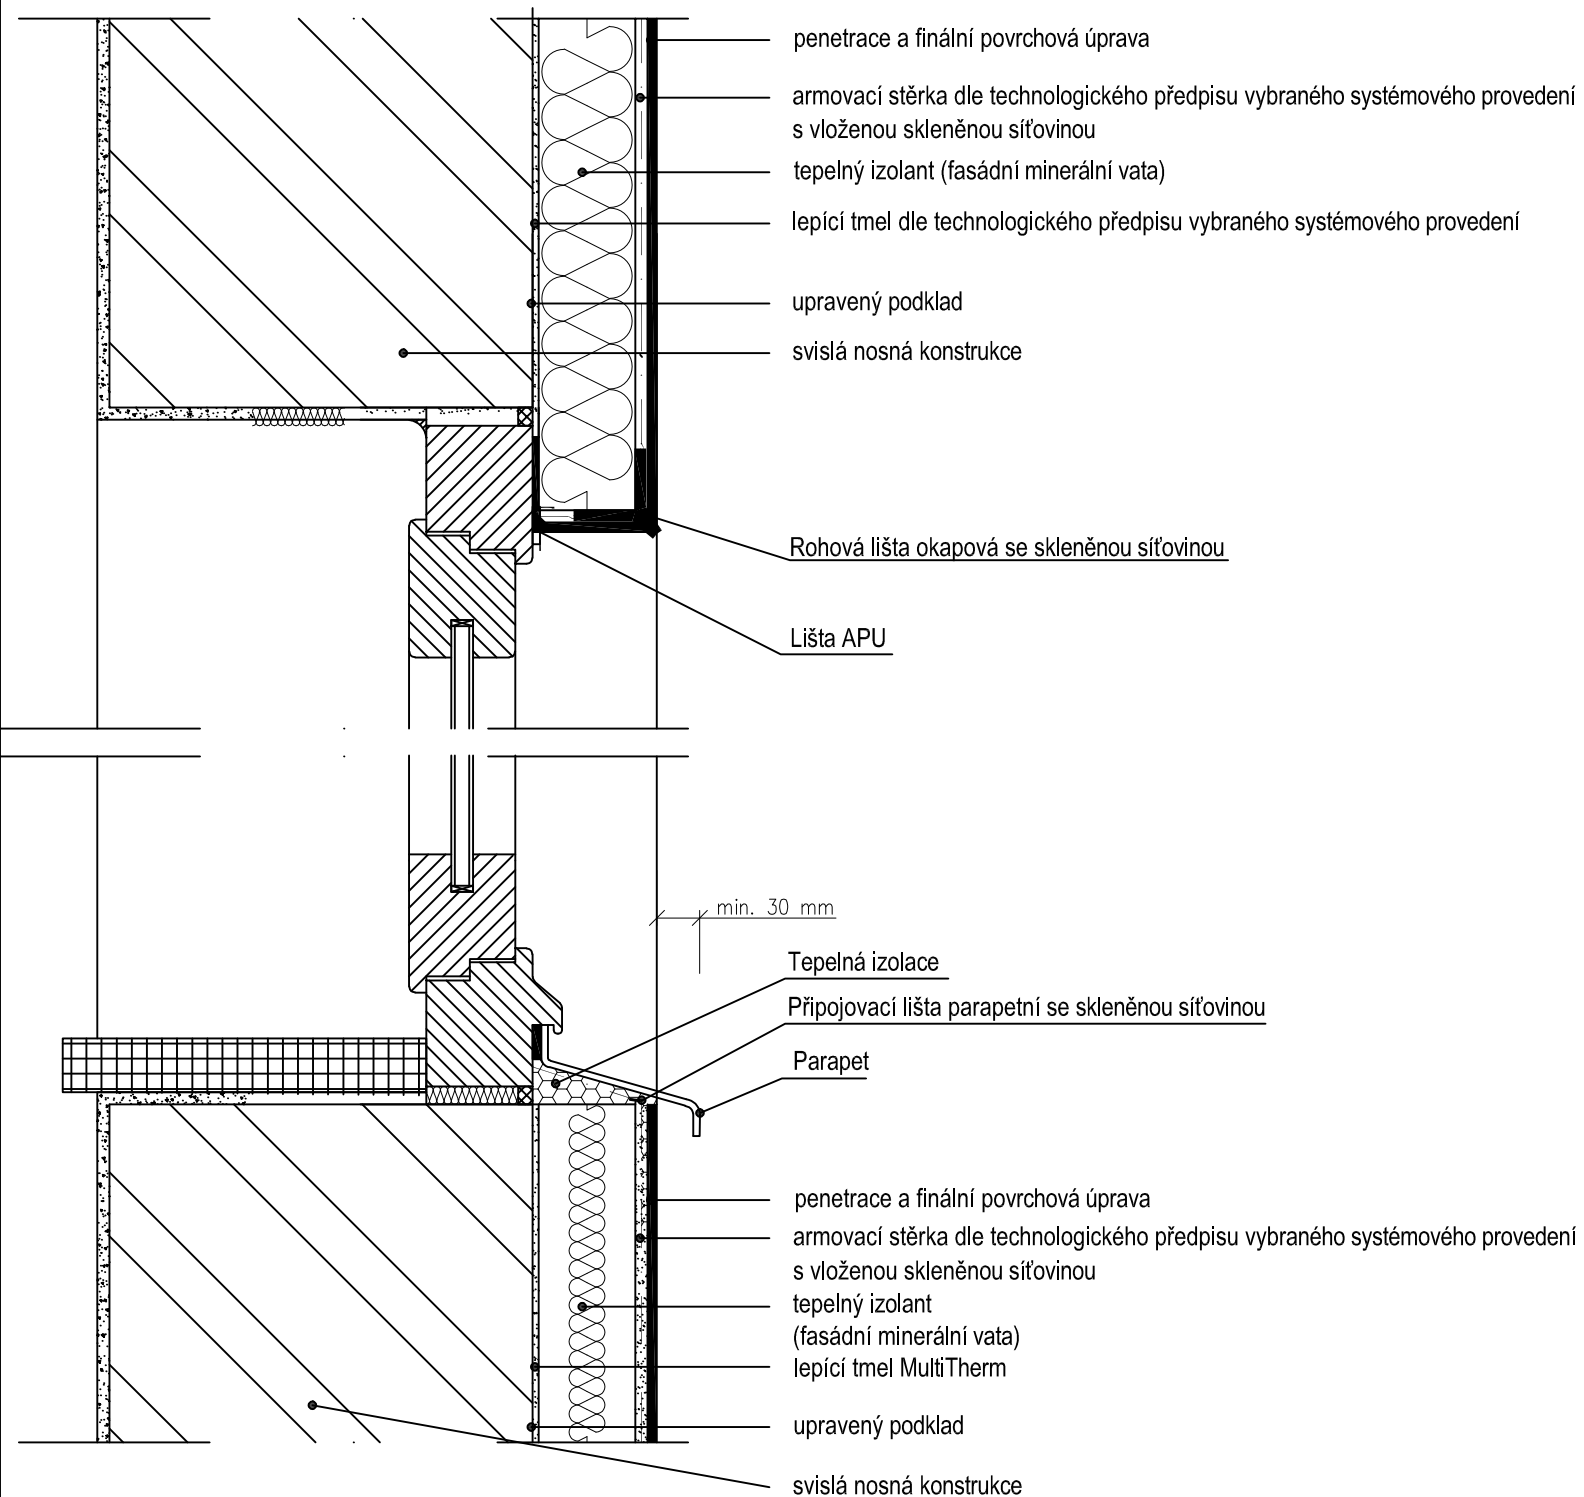 penetrace a finální povrchová úprava
armovací stěrka dle technologického předpisu vybraného systémového provedení
s vloženou skleněnou síťovinou
tepelný izolant (fasádní minerální vata)
lepící tmel dle technologického předpisu vybraného systémového provedení
upravený podklad
svislá nosná konstrukce
Rohová lišta okapová se skleněnou síťovinou
Lišta APU
min. 30 mm
Tepelná izolace
Připojovací lišta parapetní se skleněnou síťovinou
Parapet
penetrace a finální povrchová úprava
armovací stěrka dle technologického předpisu vybraného systémového provedení
s vloženou skleněnou síťovinou
tepelný izolant
(fasádní minerální vata)
lepící tmel MultiTherm
upravený podklad
svislá nosná konstrukce